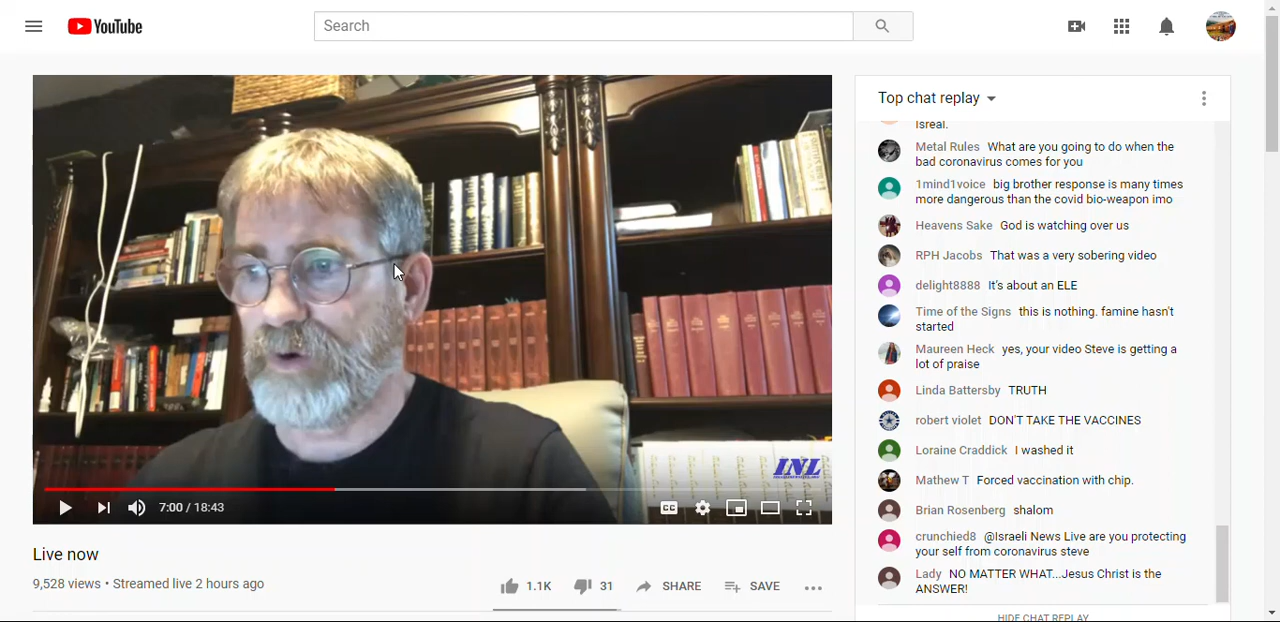 YouTube
Search
Top chat replay
Isreal.
Metal Rules What are you going to do when the
bad coronavirus comes for you
1mind1voice big brother response is many times
more dangerous than the covid bio-weapon imo
Heavens Sake God is watching over us
RPH Jacobs That was a very sobering video
delight8888 It's about an ELE
Time of the Signs this is nothing. famine hasn't
started
Maureen Heck yes, your video Steve is getting a
lot of praise
Linda Battersby TRUTH
robert violet DON'T TAKE THE VACCINES
Loraine Craddick I washed it
Mathew T Forced vaccination with chip.
Brian Rosenberg shalom
crunchied8 @Israeli News Live are you protecting
your self from coronavirus steve
Lady NO MATTER WHAT...Jesus Christ is the
ANSWER!
HIDE CHAT REPLAY
INL
7:00 / 18:43
CC
Live now
9,528 views • Streamed live 2 hours ago
1.1K
31
SHARE
SAVE